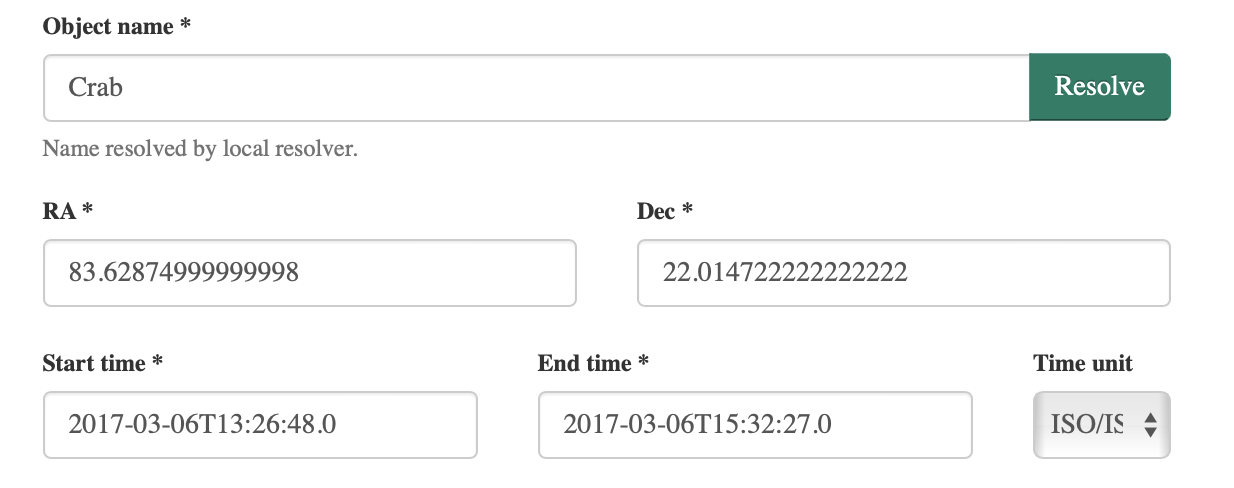 Object name *
Crab
Resolve
Name resolved by local resolver.
RA *
Dec *
83.62874999999998
22.014722222222222
Start time *
End time *
Time unit
2017-03-06T13:26:48.0
2017-03-06T15:32:27.0
ISO/IS